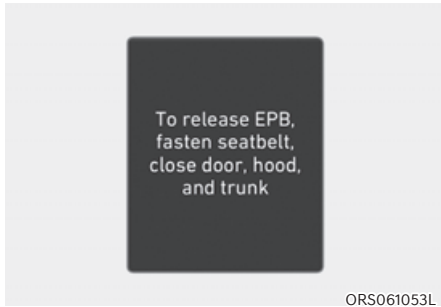 To release EPB,
fasten seatbelt,
close door, hood,
and trunk
ORS061053L